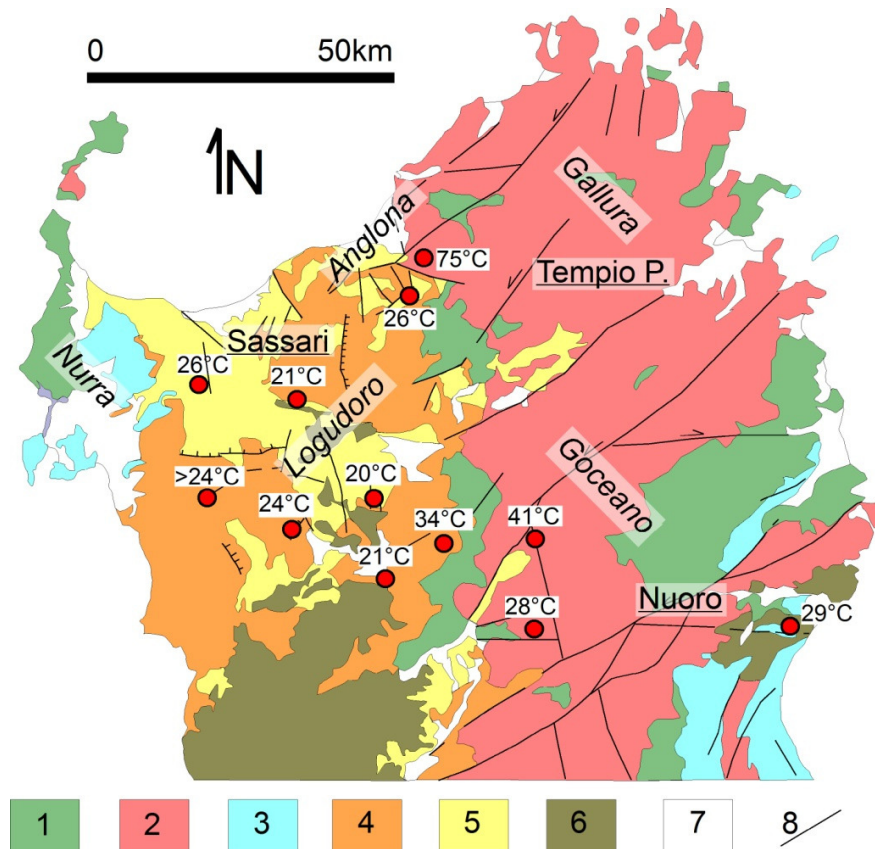 0 50km
N
Gallura
Anglona
75°C
Tempio P.
26°C
Sassari
Nurra
26°C
21°C
Logudoro
Goceano
>24°C
20°C
24°C
34°C
41°C
21°C
Nuoro
28°C
29°C
1 2 3 4 5 6 7 8